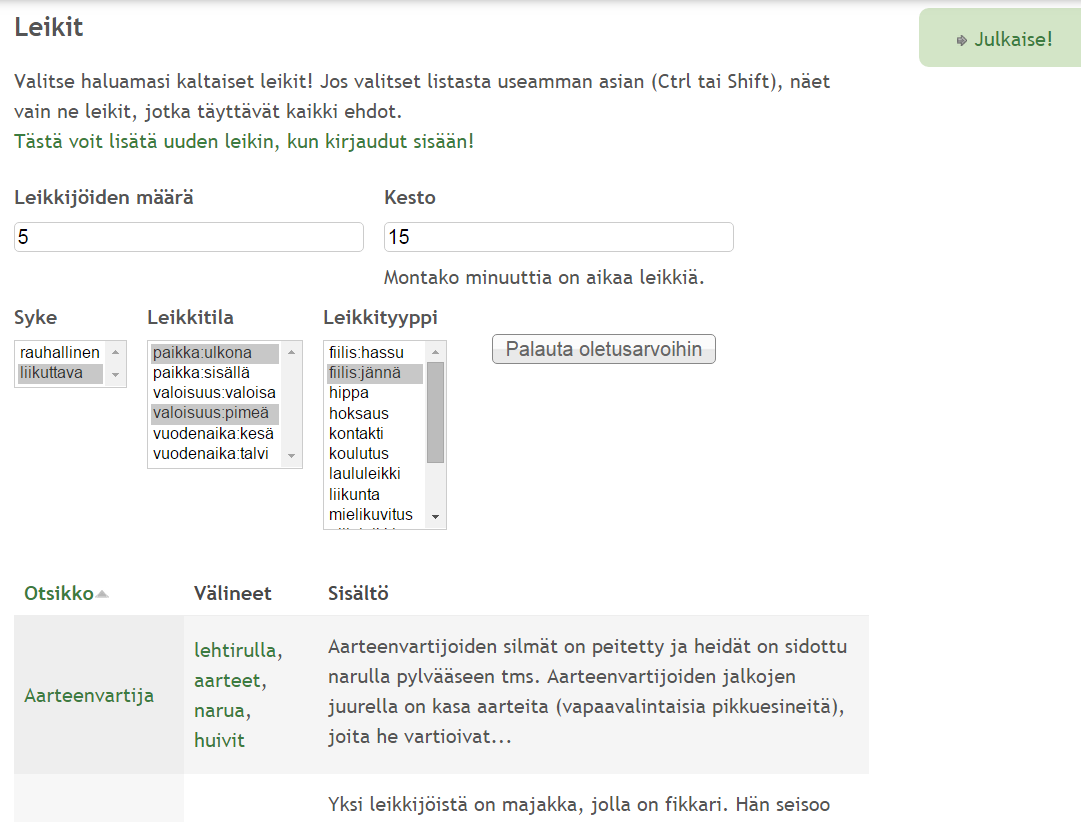 Leikit
Julkaise!
Valitse haluamasi kaltaiset leikit! Jos valitset listasta useamman asian (Ctrl tai Shift), näet
vain ne leikit, jotka täyttävät kaikki ehdot.
Tästä voit lisätä uuden leikin, kun kirjaudut sisään!
Leikkijöiden määrä
5
Kesto
15
Montako minuuttia on aikaa leikkiä.
Syke
rauhallinen
liikuttava
Leikkitila
paikka:ulkona
paikka:sisällä
valoisuus:valoisa
valoisuus:pimeä
vuodenaika:kesä
vuodenaika:talvi
Leikkityyppi
fiilis:hassu
fiilis:jännä
hippa
hoksaus
kontakti
koulutus
laululeikki
liikunta
mielikuvitus
Palauta oletusarvoihin
Otsikko
Välineet
Sisältö
Aarteenvartija
lehtirulla,
aarteet,
narua,
huivit
Aarteenvartijoiden silmät on peitetty ja heidät on sidottu
narulla pylvääseen tms. Aarteenvartijoiden jalkojen
juurella on kasa aarteita (vapaavalintaisia pikkuesineitä),
joita he vartioivat...
Yksi leikkijöistä on majakka, jolla on fikkari. Hän seisoo